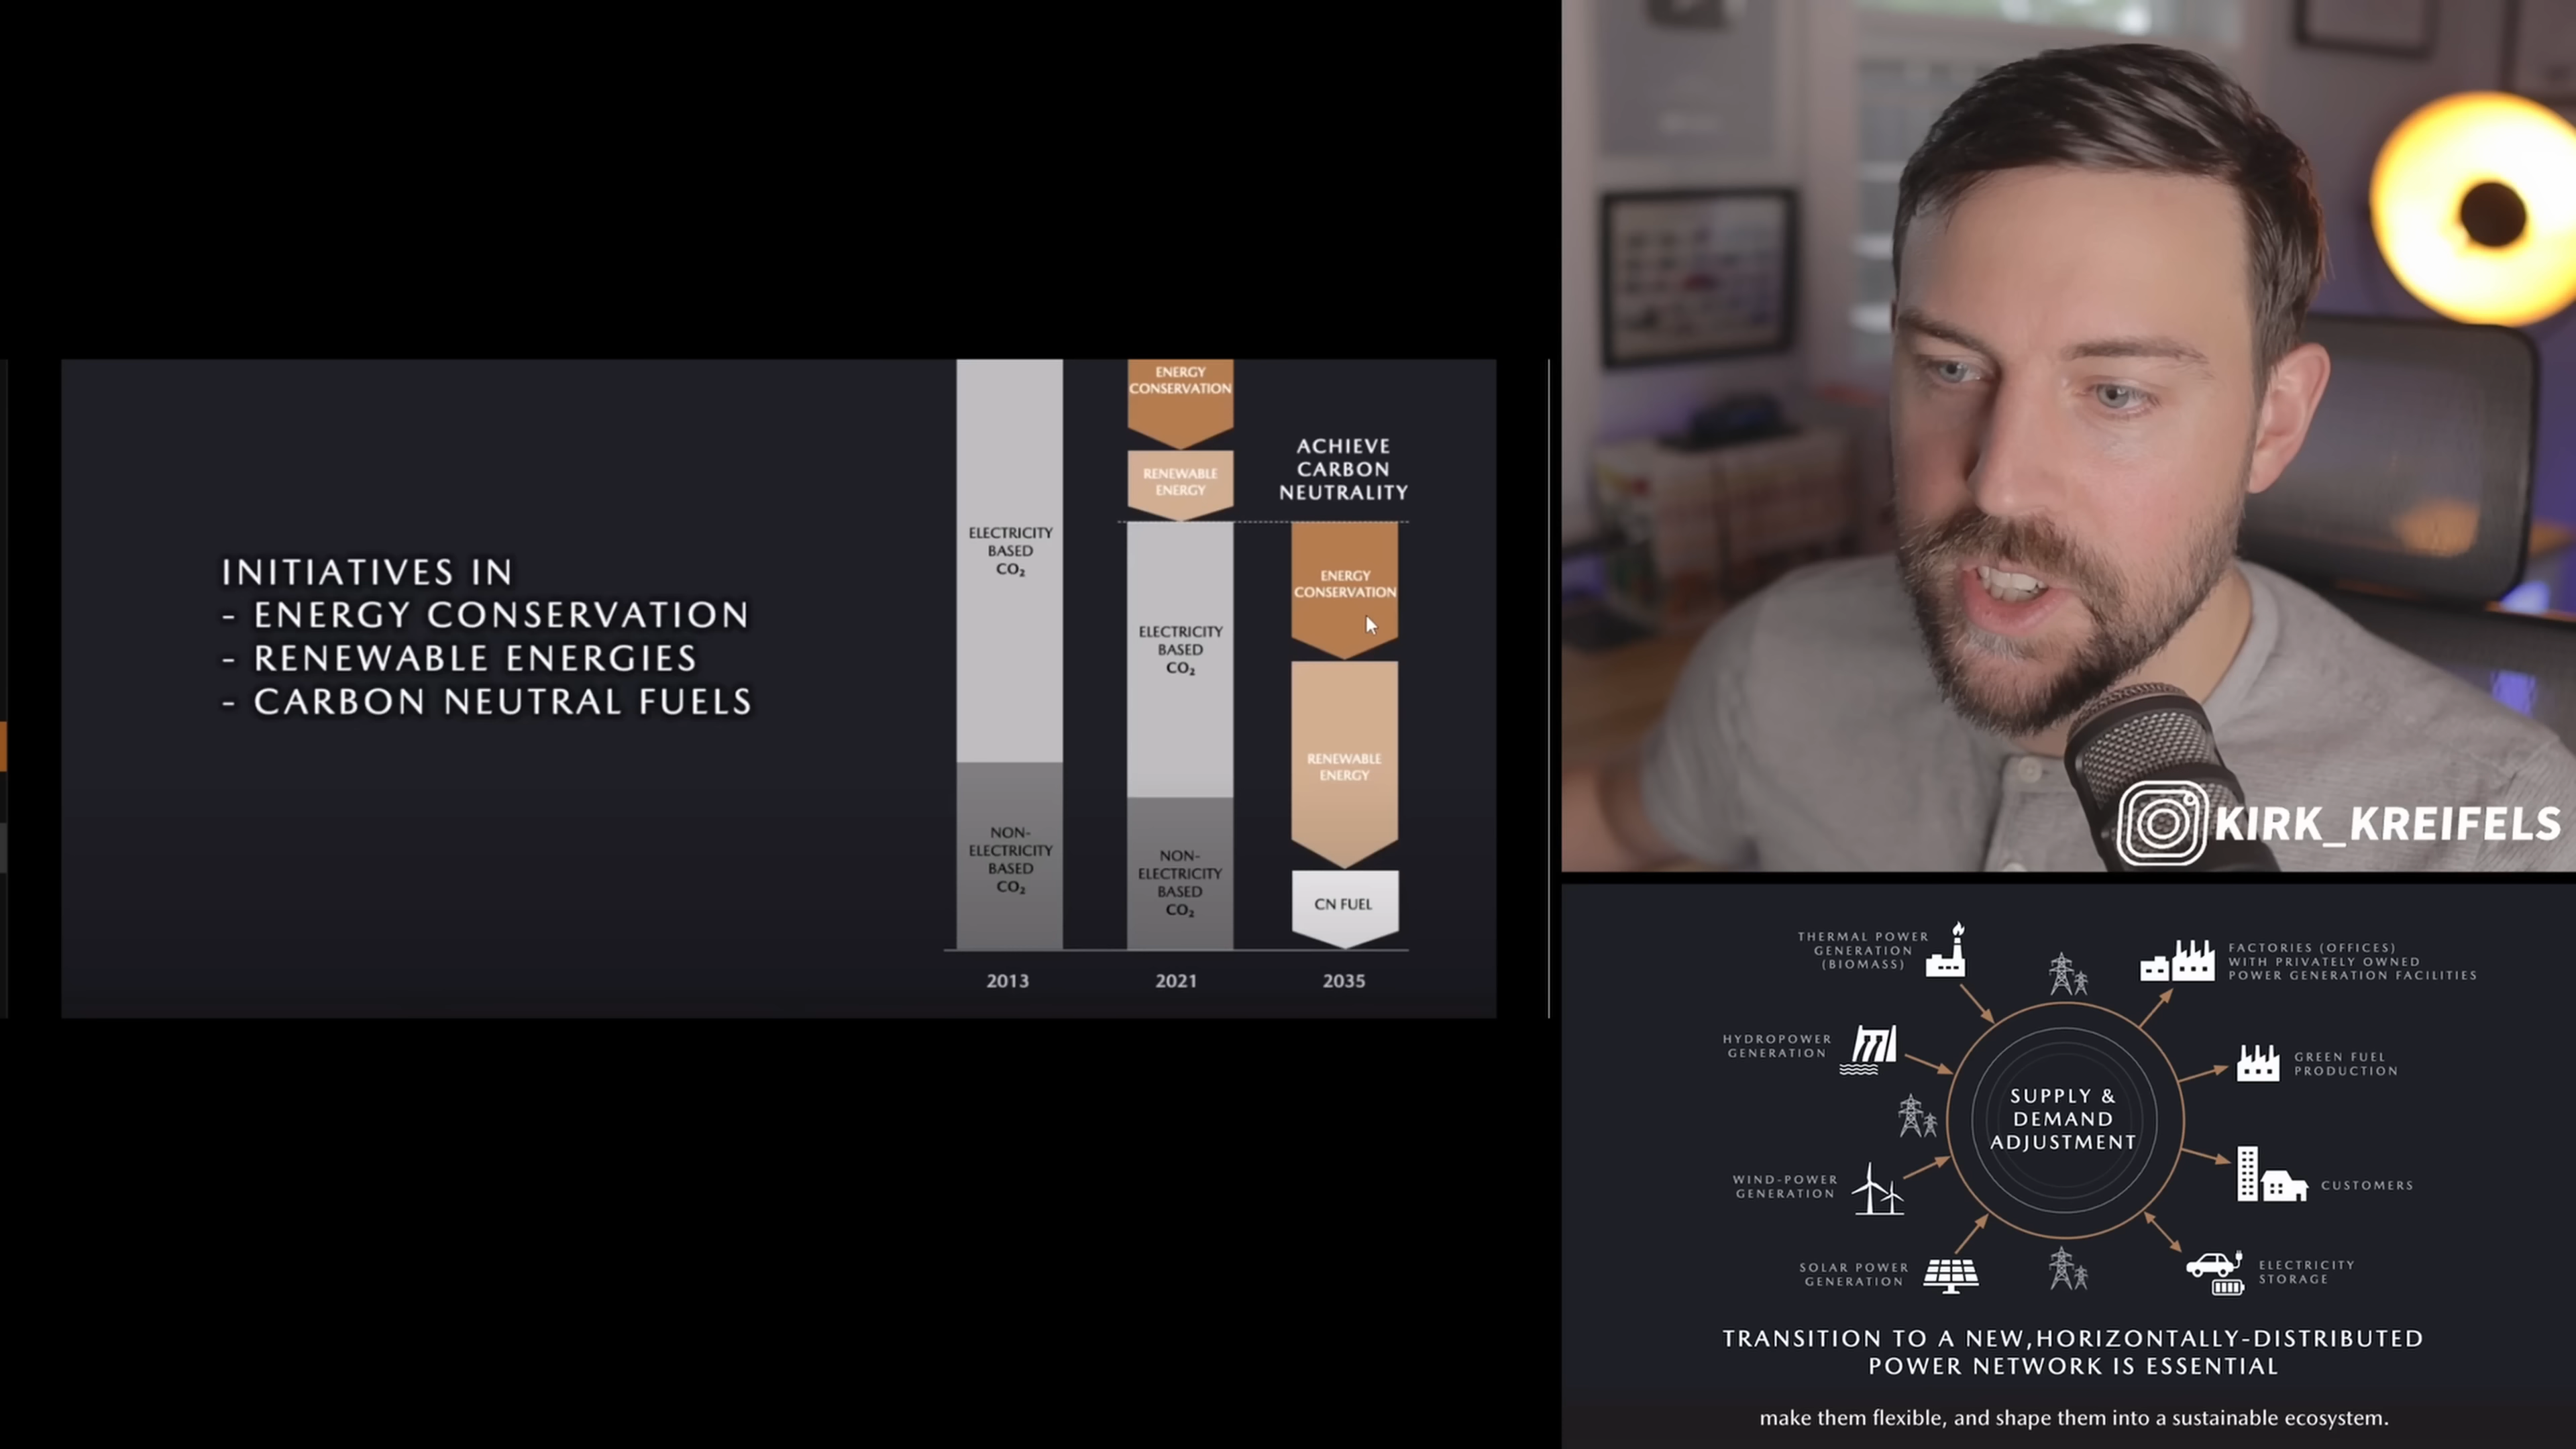 INITIATIVES IN
- ENERGY CONSERVATION
- RENEWABLE ENERGIES
- CARBON NEUTRAL FUELS
ELECTRICITY
BASED
CO₂
NON-
ELECTRICITY
BASED
CO₂
2013
ENERGY
CONSERVATION
RENEWABLE
ENERGY
ELECTRICITY
BASED
CO₂
NON-
ELECTRICITY
BASED
CO₂
2021
ACHIEVE
CARBON
NEUTRALITY
ENERGY
CONSERVATION
RENEWABLE
ENERGY
CN FUEL
2035
KIRK_KREIFELS
THERMAL POWER
GENERATION
(BIOMASS)
HYDROPOWER
GENERATION
WIND-POWER
GENERATION
SOLAR POWER
GENERATION
SUPPLY &
DEMAND
ADJUSTMENT
FACTORIES (OFFICES)
WITH PRIVATELY OWNED
POWER GENERATION FACILITIES
GREEN FUEL
PRODUCTION
CUSTOMERS
ELECTRICITY
STORAGE
TRANSITION TO A NEW,HORIZONTALLY-DISTRIBUTED
POWER NETWORK IS ESSENTIAL
make them flexible, and shape them into a sustainable ecosystem.